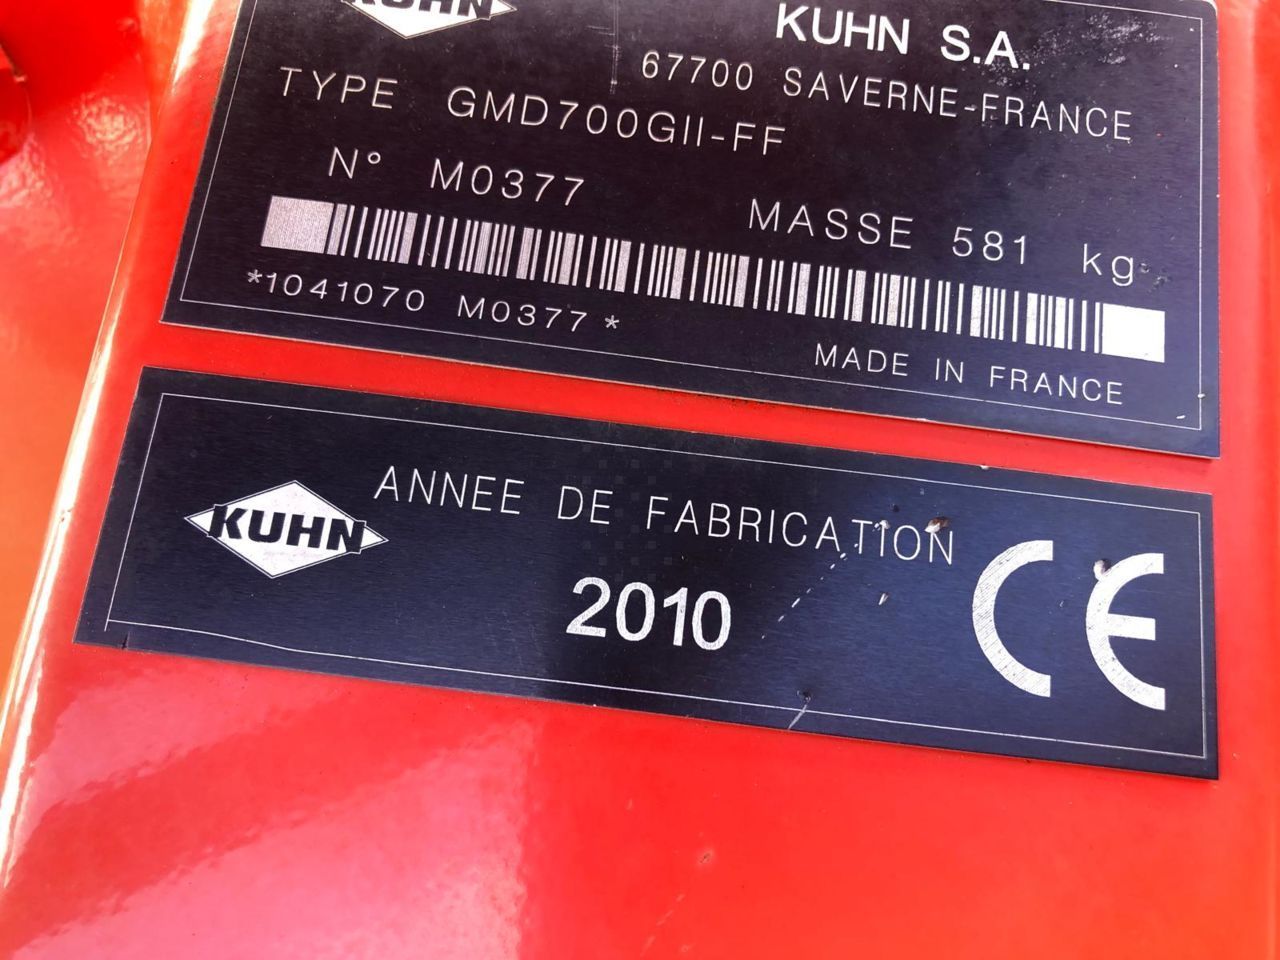 KUHN
KUHN S.A.
67700 SAVERNE-FRANCE
TYPE GMD700GII-FF
N° M0377
MASSE 581 kg
*1041070 M0377*
MADE IN FRANCE
KUHN
ANNEE DE FABRICATION
2010
CE